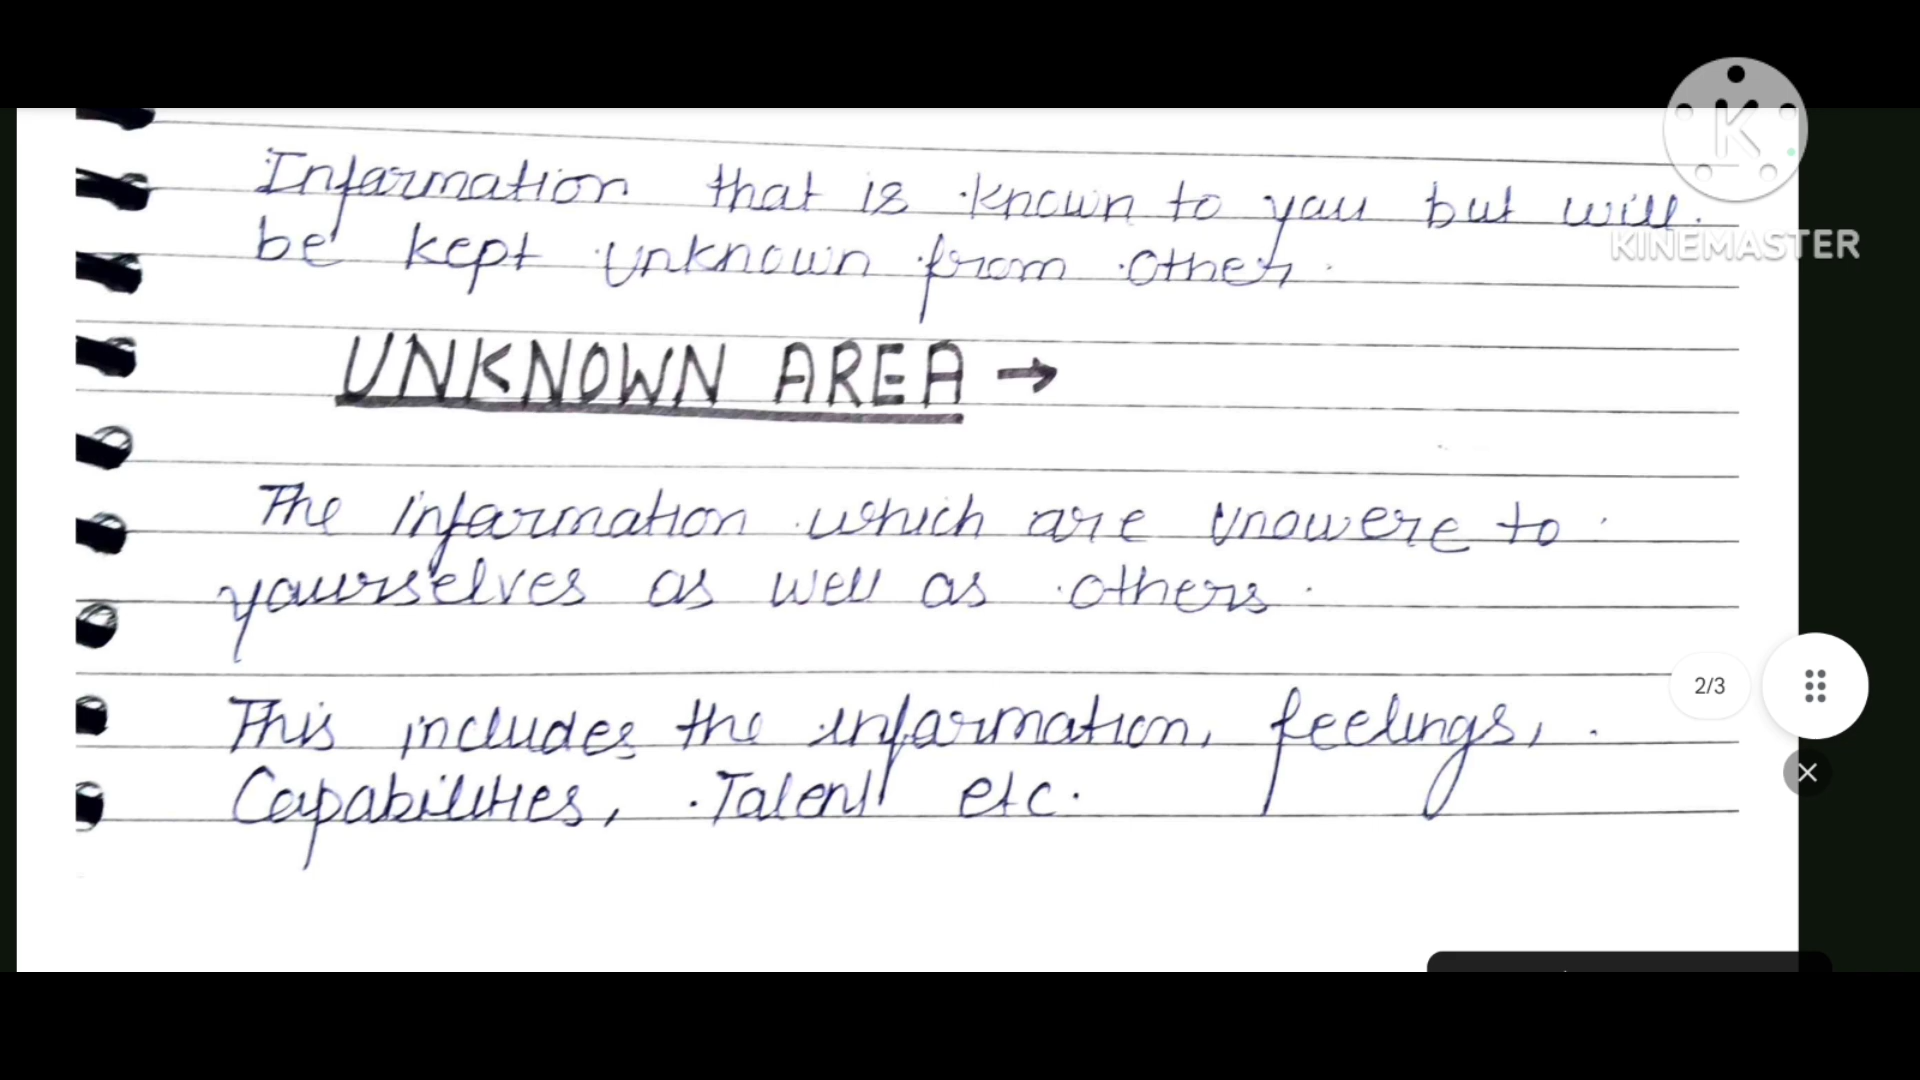 Information that is known to you but will
be kept unknown from other.
UNKNOWN AREA →
The information which are unowere to
yourselves as well as others.
This includes the information, feelings,
Capabilities, Talent etc.
K
KINEMASTER
2/3